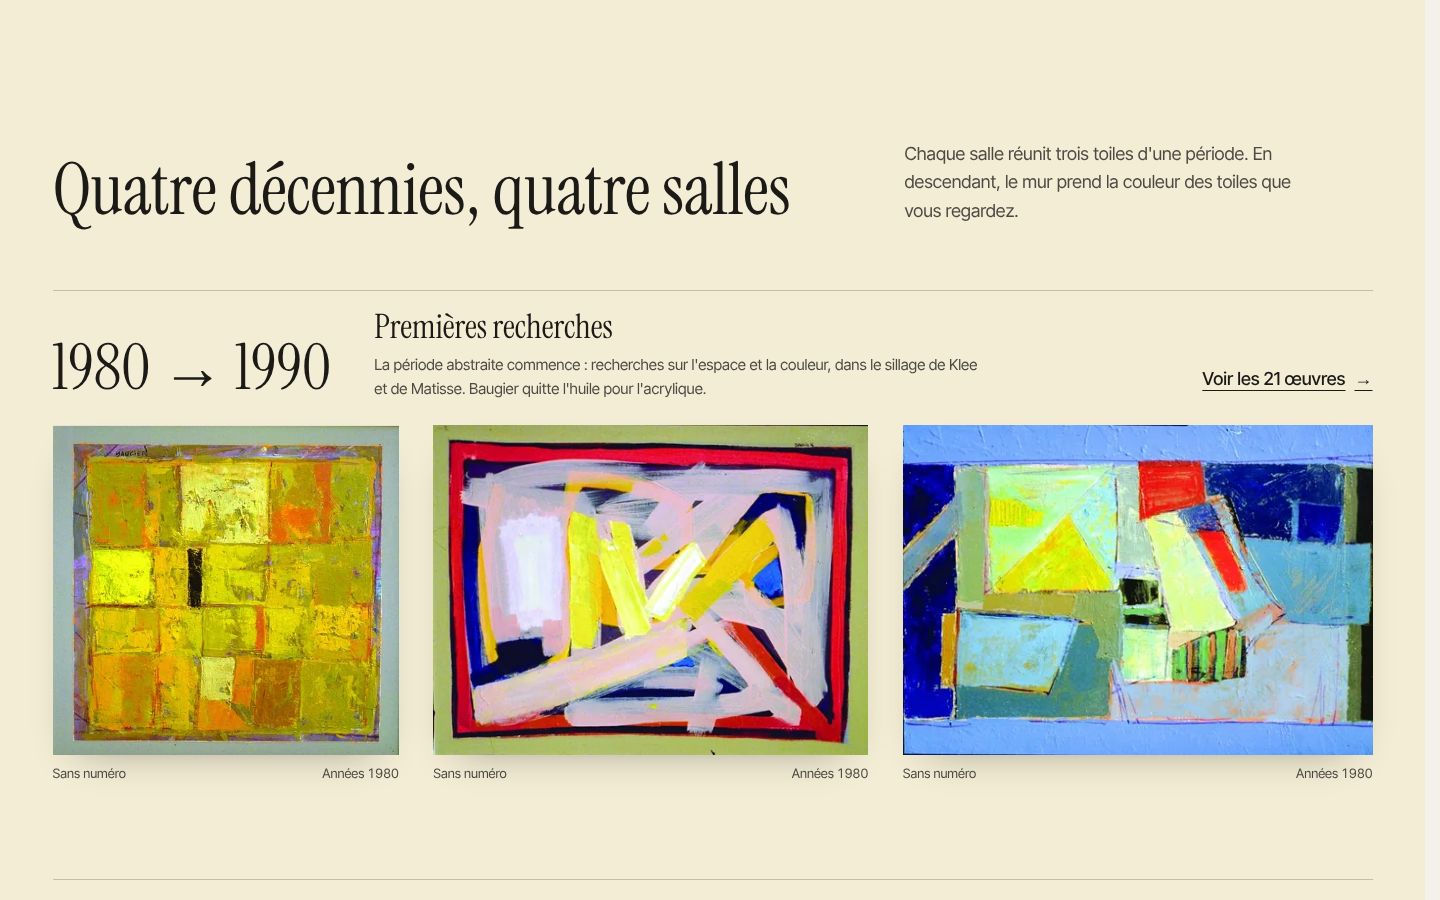 Quatre décennies, quatre salles
Chaque salle réunit trois toiles d'une période. En
descendant, le mur prend la couleur des toiles que
vous regardez.
1980 → 1990
Premières recherches
La période abstraite commence : recherches sur l'espace et la couleur, dans le sillage de Klee
et de Matisse. Baugier quitte l'huile pour l'acrylique.
Voir les 21 œuvres →
BAUGIER
Sans numéro
Années 1980
Sans numéro
Années 1980
Sans numéro
Années 1980